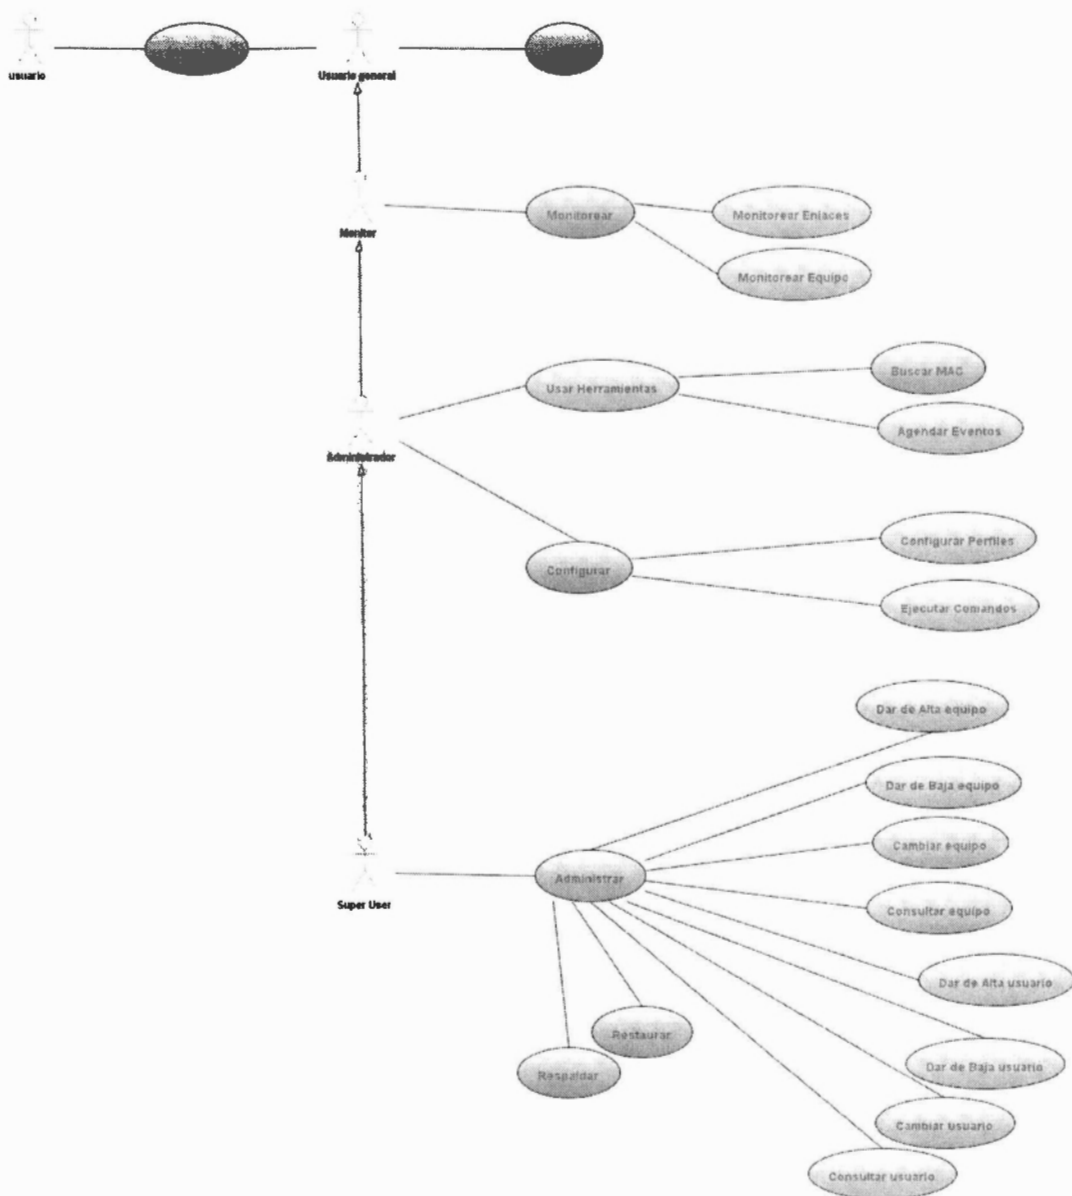 usuario
Usuario general
Monitor
Monitorear
Monitorear Enlaces
Monitorear Equipo
Usar Herramientas
Buscar MAC
Agendar Eventos
Administrador
Configurar
Configurar Perfiles
Ejecutar Comandos
Dar de Alta equipo
Dar de Baja equipo
Cambiar equipo
Administrar
Super User
Consultar equipo
Dar de Alta usuario
Restaurar
Respaldar
Dar de Baja usuario
Cambiar usuario
Consultar usuario